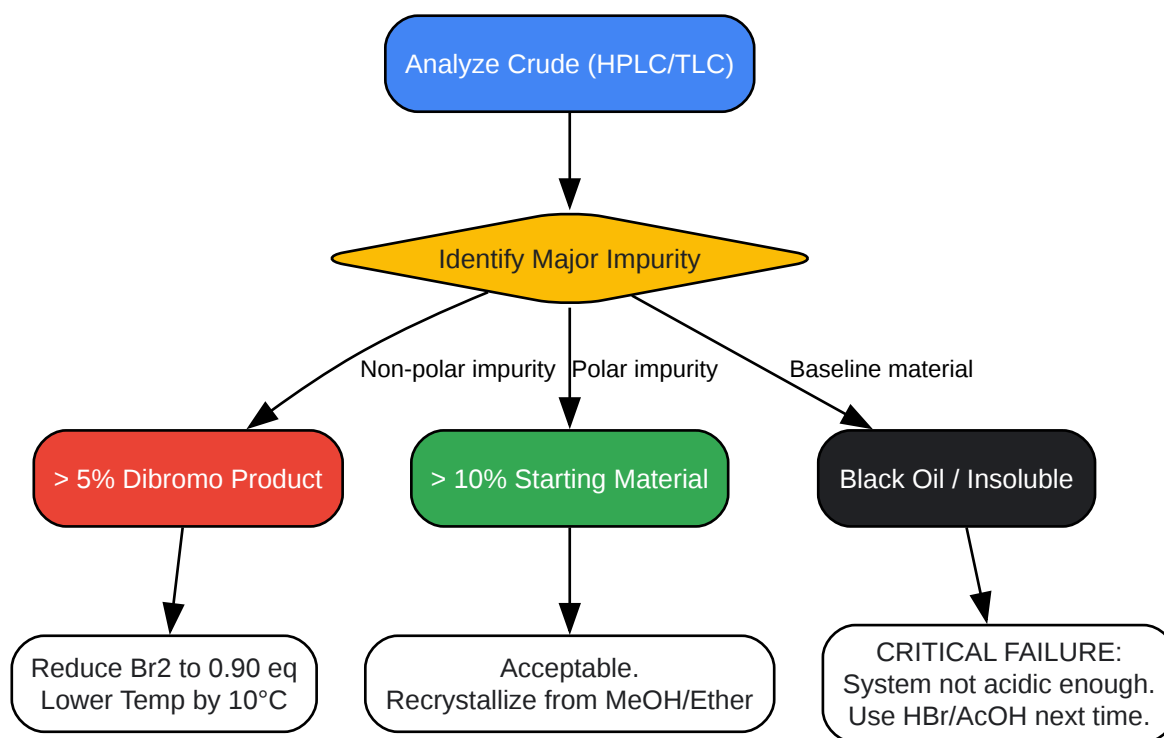 Analyze Crude (HPLC/TLC)
Identify Major Impurity
Non-polar impurity
Polar impurity
Baseline material
> 5% Dibromo Product
> 10% Starting Material
Black Oil / Insoluble
Reduce Br2 to 0.90 eq
Lower Temp by 10°C
Acceptable.
Recrystallize from MeOH/Ether
CRITICAL FAILURE:
System not acidic enough.
Use HBr/AcOH next time.